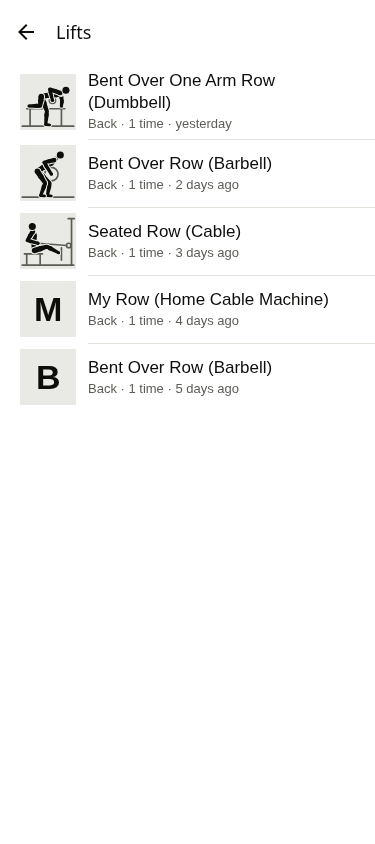 Lifts
Bent Over One Arm Row
(Dumbbell)
Back · 1 time · yesterday
Bent Over Row (Barbell)
Back · 1 time · 2 days ago
Seated Row (Cable)
Back · 1 time · 3 days ago
M
My Row (Home Cable Machine)
Back · 1 time · 4 days ago
B
Bent Over Row (Barbell)
Back · 1 time · 5 days ago